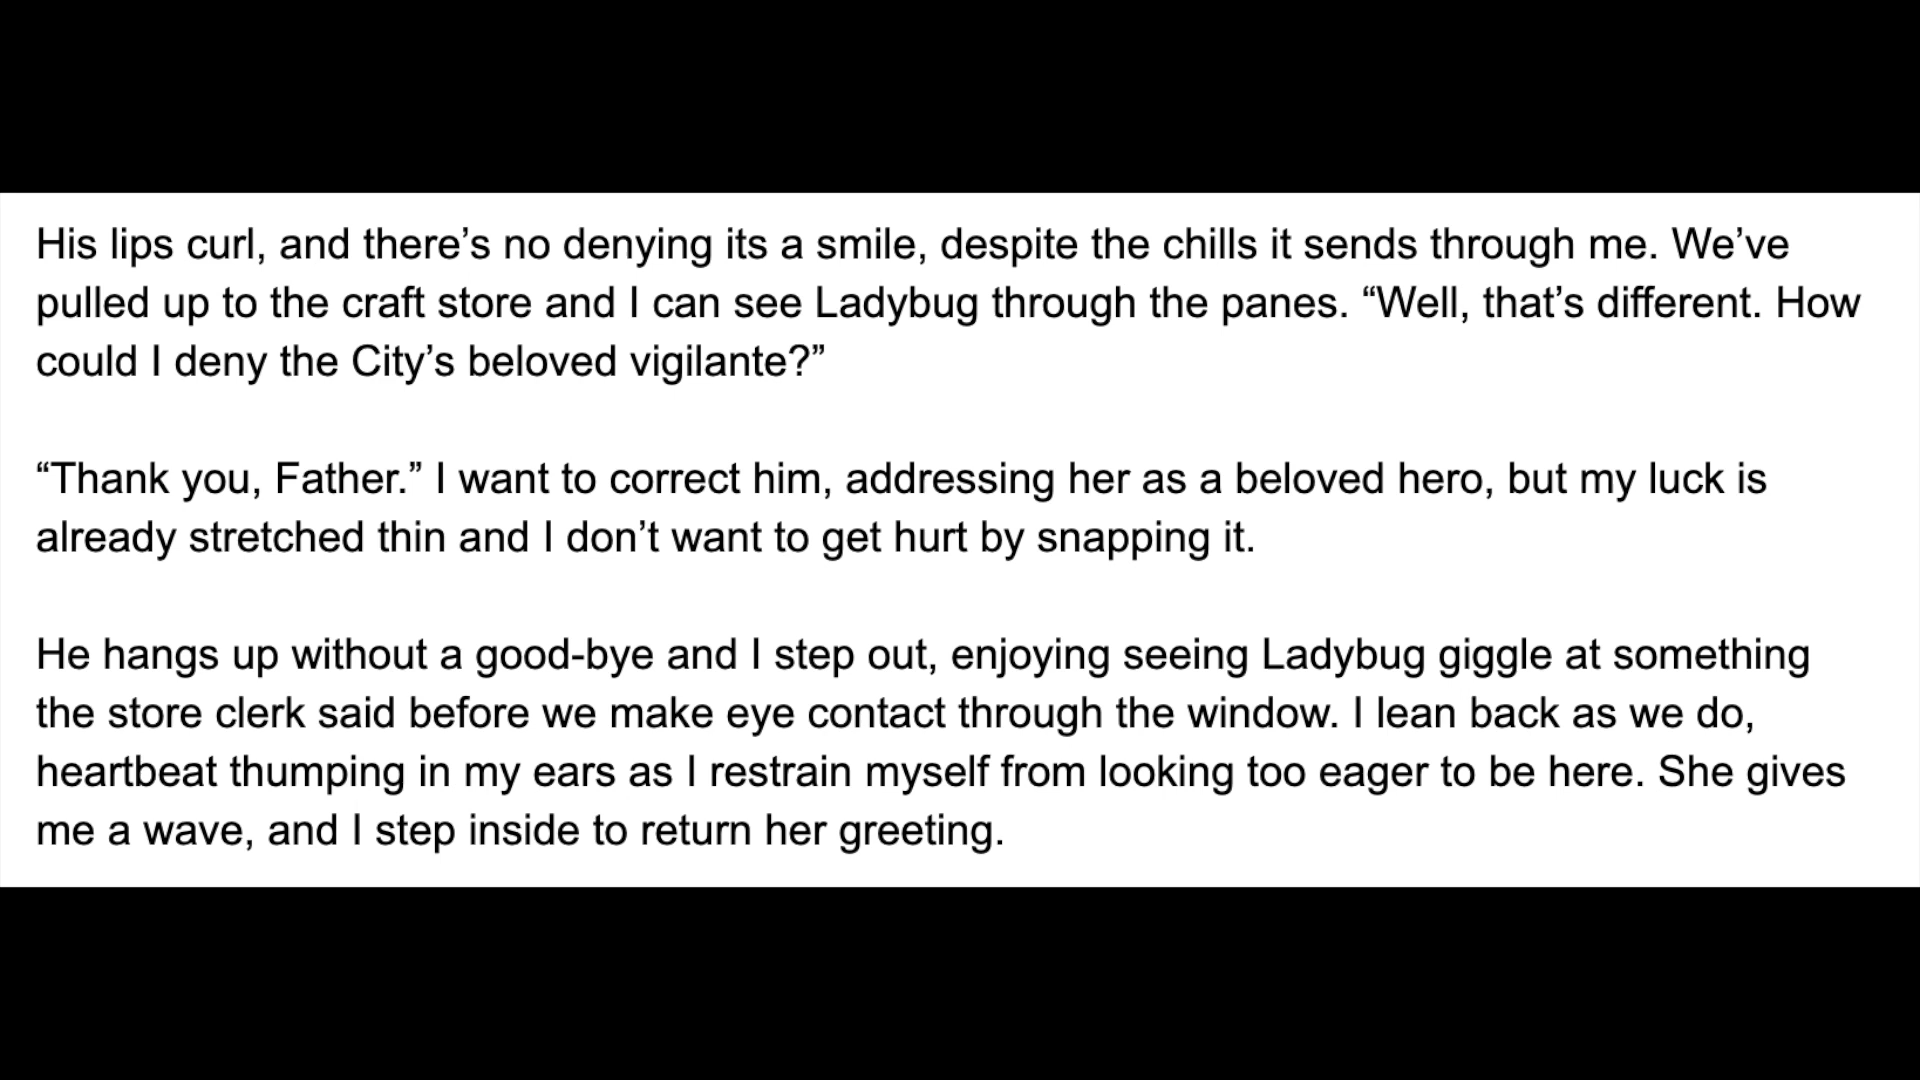 His lips curl, and there’s no denying its a smile, despite the chills it sends through me. We’ve
pulled up to the craft store and I can see Ladybug through the panes. “Well, that’s different. How
could I deny the City’s beloved vigilante?”
“Thank you, Father.” I want to correct him, addressing her as a beloved hero, but my luck is
already stretched thin and I don’t want to get hurt by snapping it.
He hangs up without a good-bye and I step out, enjoying seeing Ladybug giggle at something
the store clerk said before we make eye contact through the window. I lean back as we do,
heartbeat thumping in my ears as I restrain myself from looking too eager to be here. She gives
me a wave, and I step inside to return her greeting.